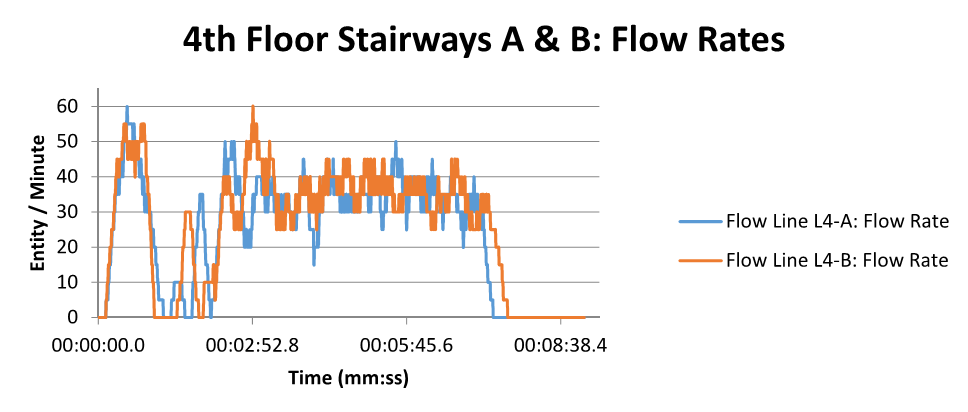 4th Floor Stairways A & B: Flow Rates
Entity / Minute
60
50
40
30
20
10
0
00:00:00.0
00:02:52.8
00:05:45.6
00:08:38.4
Time (mm:ss)
Flow Line L4-A: Flow Rate
Flow Line L4-B: Flow Rate